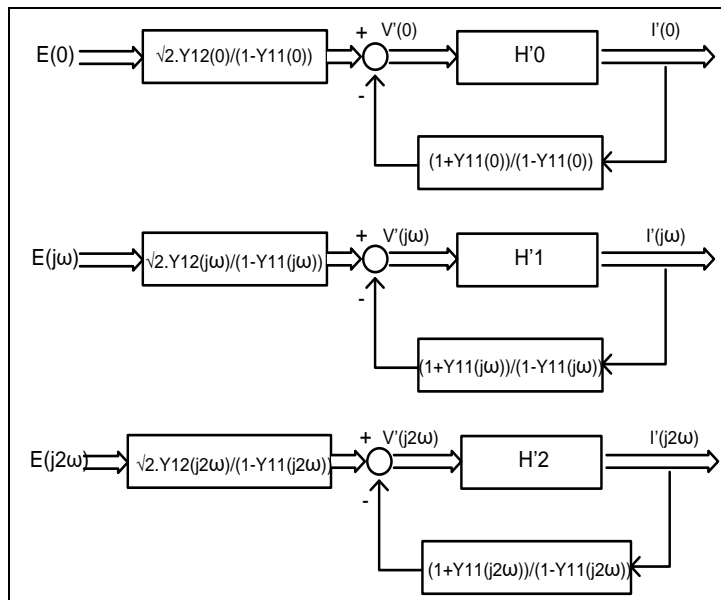 E(0)
√2.Y12(0)/(1-Y11(0))
+
-
V'(0)
H'0
I'(0)
(1+Y11(0))/(1-Y11(0))
E(jω)
√2.Y12(jω)/(1-Y11(jω))
+
-
V'(jω)
H'1
I'(jω)
(1+Y11(jω))/(1-Y11(jω))
E(j2ω)
√2.Y12(j2ω)/(1-Y11(j2ω))
+
-
V'(j2ω)
H'2
I'(j2ω)
(1+Y11(j2ω))/(1-Y11(j2ω))